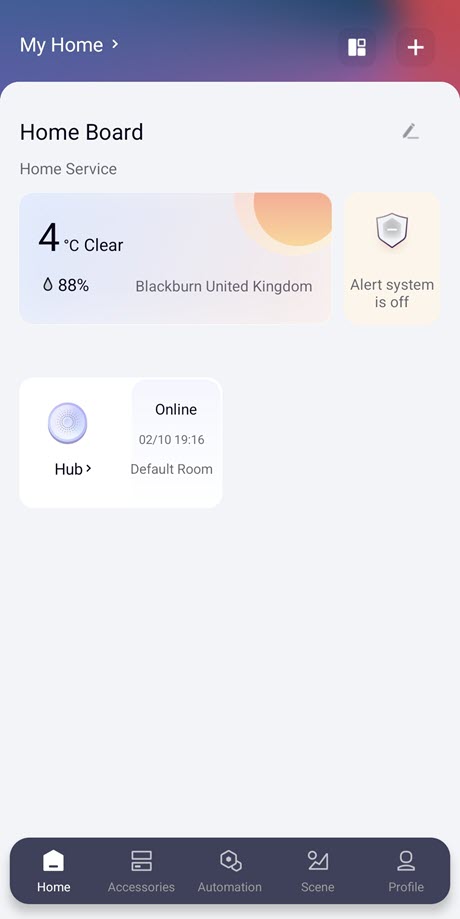 My Home
Home Board
Home Service
4 °C Clear
88%
Blackburn United Kingdom
Alert system
is off
Online
02/10 19:16
Hub
Default Room
Home
Accessories
Automation
Scene
Profile